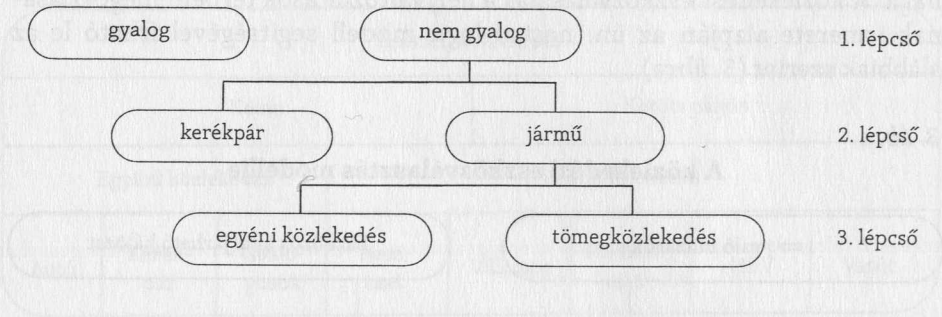 gyalog nem gyalog 1. lépcső
kerékpár jármű 2. lépcső
egyéni közlekedés tömegközlekedés 3. lépcső